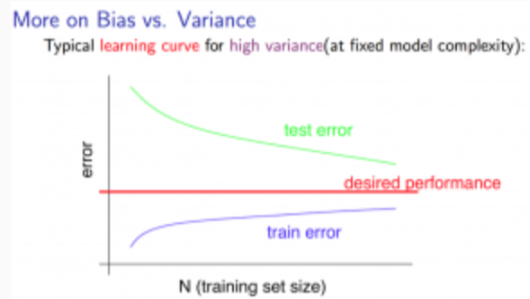 More on Bias vs. Variance
Typical learning curve for high variance(at fixed model complexity):
test error
error
desired performance
train error
N (training set size)